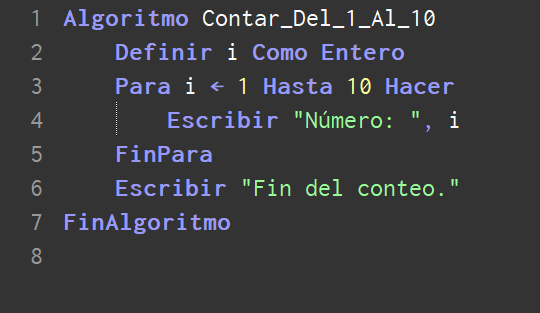 1 Algoritmo Contar_Del_1_Al_10
2 Definir i Como Entero
3 Para i ← 1 Hasta 10 Hacer
4 Escribir "Número: ", i
5 FinPara
6 Escribir "Fin del conteo."
7 FinAlgoritmo
8